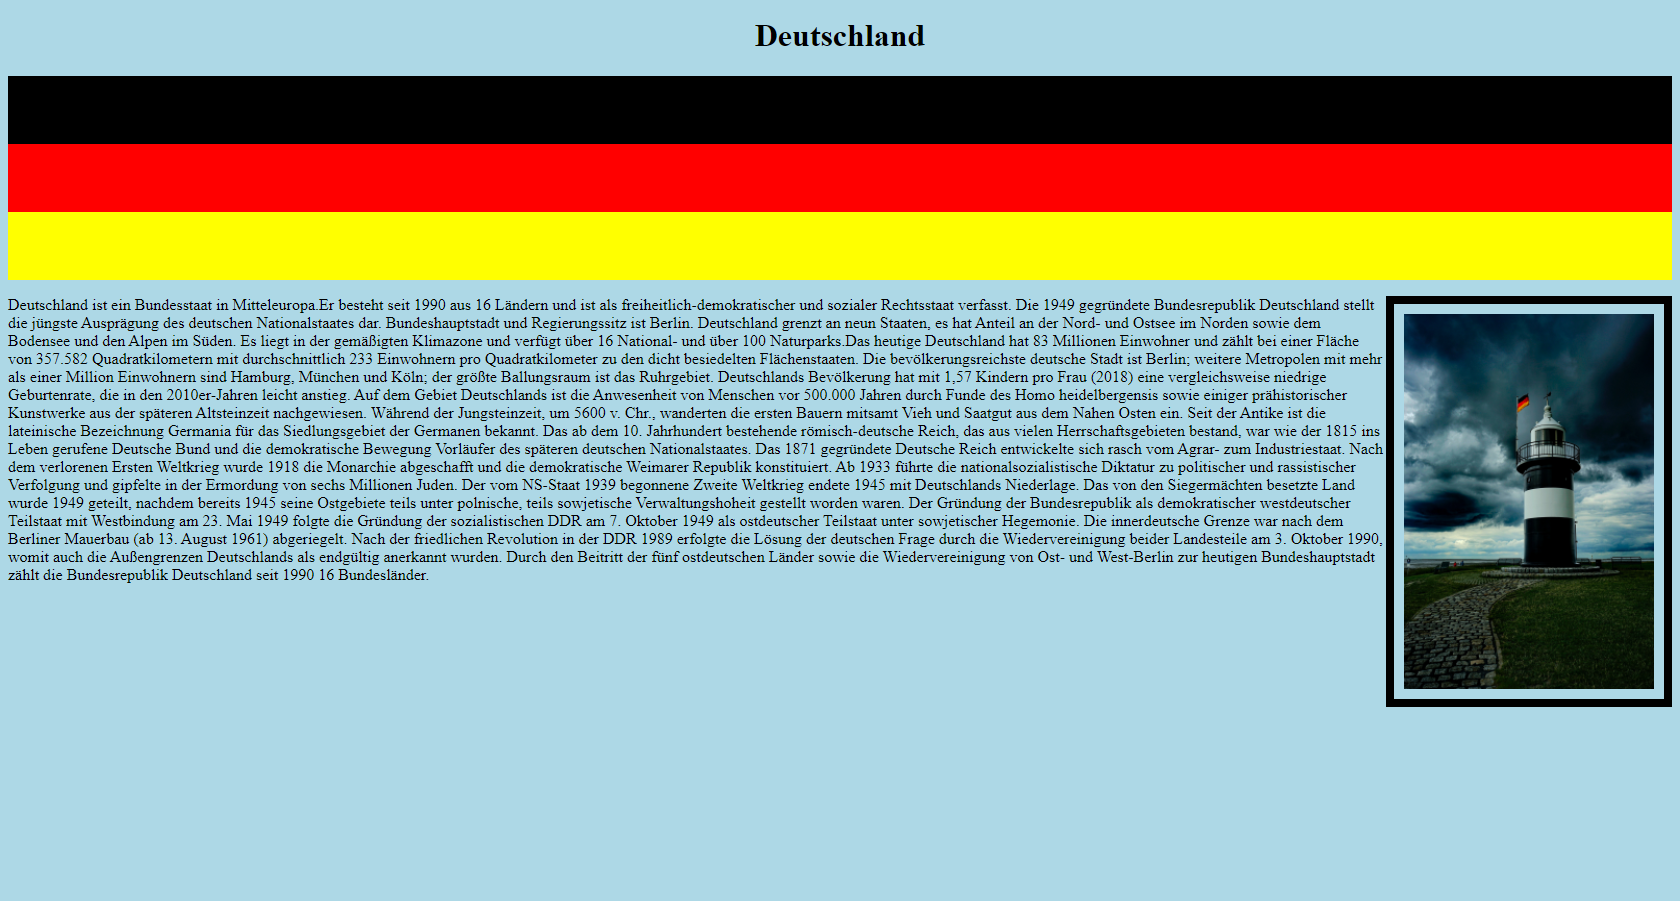 Deutschland
Deutschland ist ein Bundesstaat in Mitteleuropa.Er besteht seit 1990 aus 16 Ländern und ist als freiheitlich-demokratischer und sozialer Rechtsstaat verfasst. Die 1949 gegründete Bundesrepublik Deutschland stellt
die jüngste Ausprägung des deutschen Nationalstaates dar. Bundeshauptstadt und Regierungssitz ist Berlin. Deutschland grenzt an neun Staaten, es hat Anteil an der Nord- und Ostsee im Norden sowie dem
Bodensee und den Alpen im Süden. Es liegt in der gemäßigten Klimazone und verfügt über 16 National- und über 100 Naturparks.Das heutige Deutschland hat 83 Millionen Einwohner und zählt bei einer Fläche
von 357.582 Quadratkilometern mit durchschnittlich 233 Einwohnern pro Quadratkilometer zu den dicht besiedelten Flächenstaaten. Die bevölkerungsreichste deutsche Stadt ist Berlin; weitere Metropolen mit mehr
als einer Million Einwohnern sind Hamburg, München und Köln; der größte Ballungsraum ist das Ruhrgebiet. Deutschlands Bevölkerung hat mit 1,57 Kindern pro Frau (2018) eine vergleichsweise niedrige
Geburtenrate, die in den 2010er-Jahren leicht anstieg. Auf dem Gebiet Deutschlands ist die Anwesenheit von Menschen vor 500.000 Jahren durch Funde des Homo heidelbergensis sowie einiger prähistorischer
Kunstwerke aus der späteren Altsteinzeit nachgewiesen. Während der Jungsteinzeit, um 5600 v. Chr., wanderten die ersten Bauern mitsamt Vieh und Saatgut aus dem Nahen Osten ein. Seit der Antike ist die
lateinische Bezeichnung Germania für das Siedlungsgebiet der Germanen bekannt. Das ab dem 10. Jahrhundert bestehende römisch-deutsche Reich, das aus vielen Herrschaftsgebieten bestand, war wie der 1815 ins
Leben gerufene Deutsche Bund und die demokratische Bewegung Vorläufer des späteren deutschen Nationalstaates. Das 1871 gegründete Deutsche Reich entwickelte sich rasch vom Agrar- zum Industriestaat. Nach
dem verlorenen Ersten Weltkrieg wurde 1918 die Monarchie abgeschafft und die demokratische Weimarer Republik konstituiert. Ab 1933 führte die nationalsozialistische Diktatur zu politischer und rassistischer
Verfolgung und gipfelte in der Ermordung von sechs Millionen Juden. Der vom NS-Staat 1939 begonnene Zweite Weltkrieg endete 1945 mit Deutschlands Niederlage. Das von den Siegermächten besetzte Land
wurde 1949 geteilt, nachdem bereits 1945 seine Ostgebiete teils unter polnische, teils sowjetische Verwaltungshoheit gestellt worden waren. Der Gründung der Bundesrepublik als demokratischer westdeutscher
Teilstaat mit Westbindung am 23. Mai 1949 folgte die Gründung der sozialistischen DDR am 7. Oktober 1949 als ostdeutscher Teilstaat unter sowjetischer Hegemonie. Die innerdeutsche Grenze war nach dem
Berliner Mauerbau (ab 13. August 1961) abgeriegelt. Nach der friedlichen Revolution in der DDR 1989 erfolgte die Lösung der deutschen Frage durch die Wiedervereinigung beider Landesteile am 3. Oktober 1990,
womit auch die Außengrenzen Deutschlands als endgültig anerkannt wurden. Durch den Beitritt der fünf ostdeutschen Länder sowie die Wiedervereinigung von Ost- und West-Berlin zur heutigen Bundeshauptstadt
zählt die Bundesrepublik Deutschland seit 1990 16 Bundesländer.